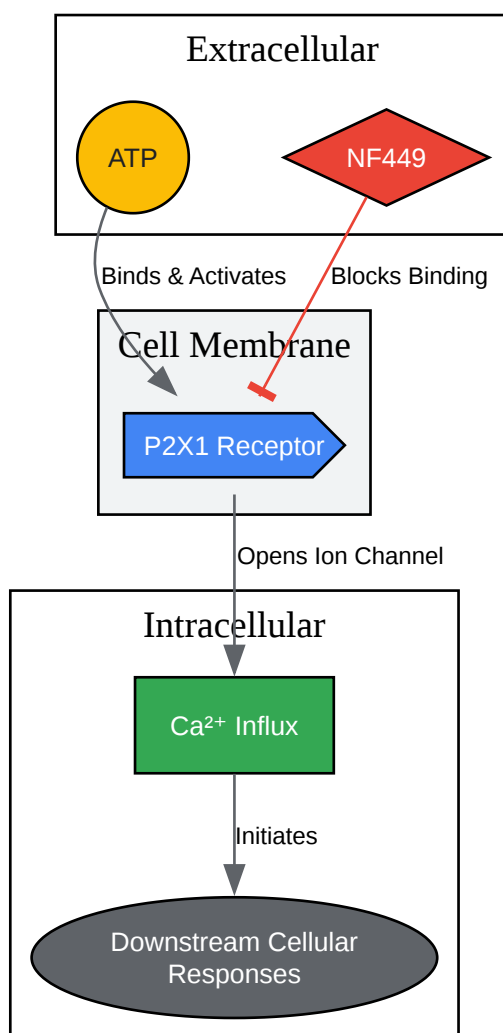 Extracellular
ATP
NF449
Binds & Activates
Blocks Binding
Cell Membrane
P2X1 Receptor
Opens Ion Channel
Intracellular
Ca²⁺ Influx
Initiates
Downstream Cellular
Responses